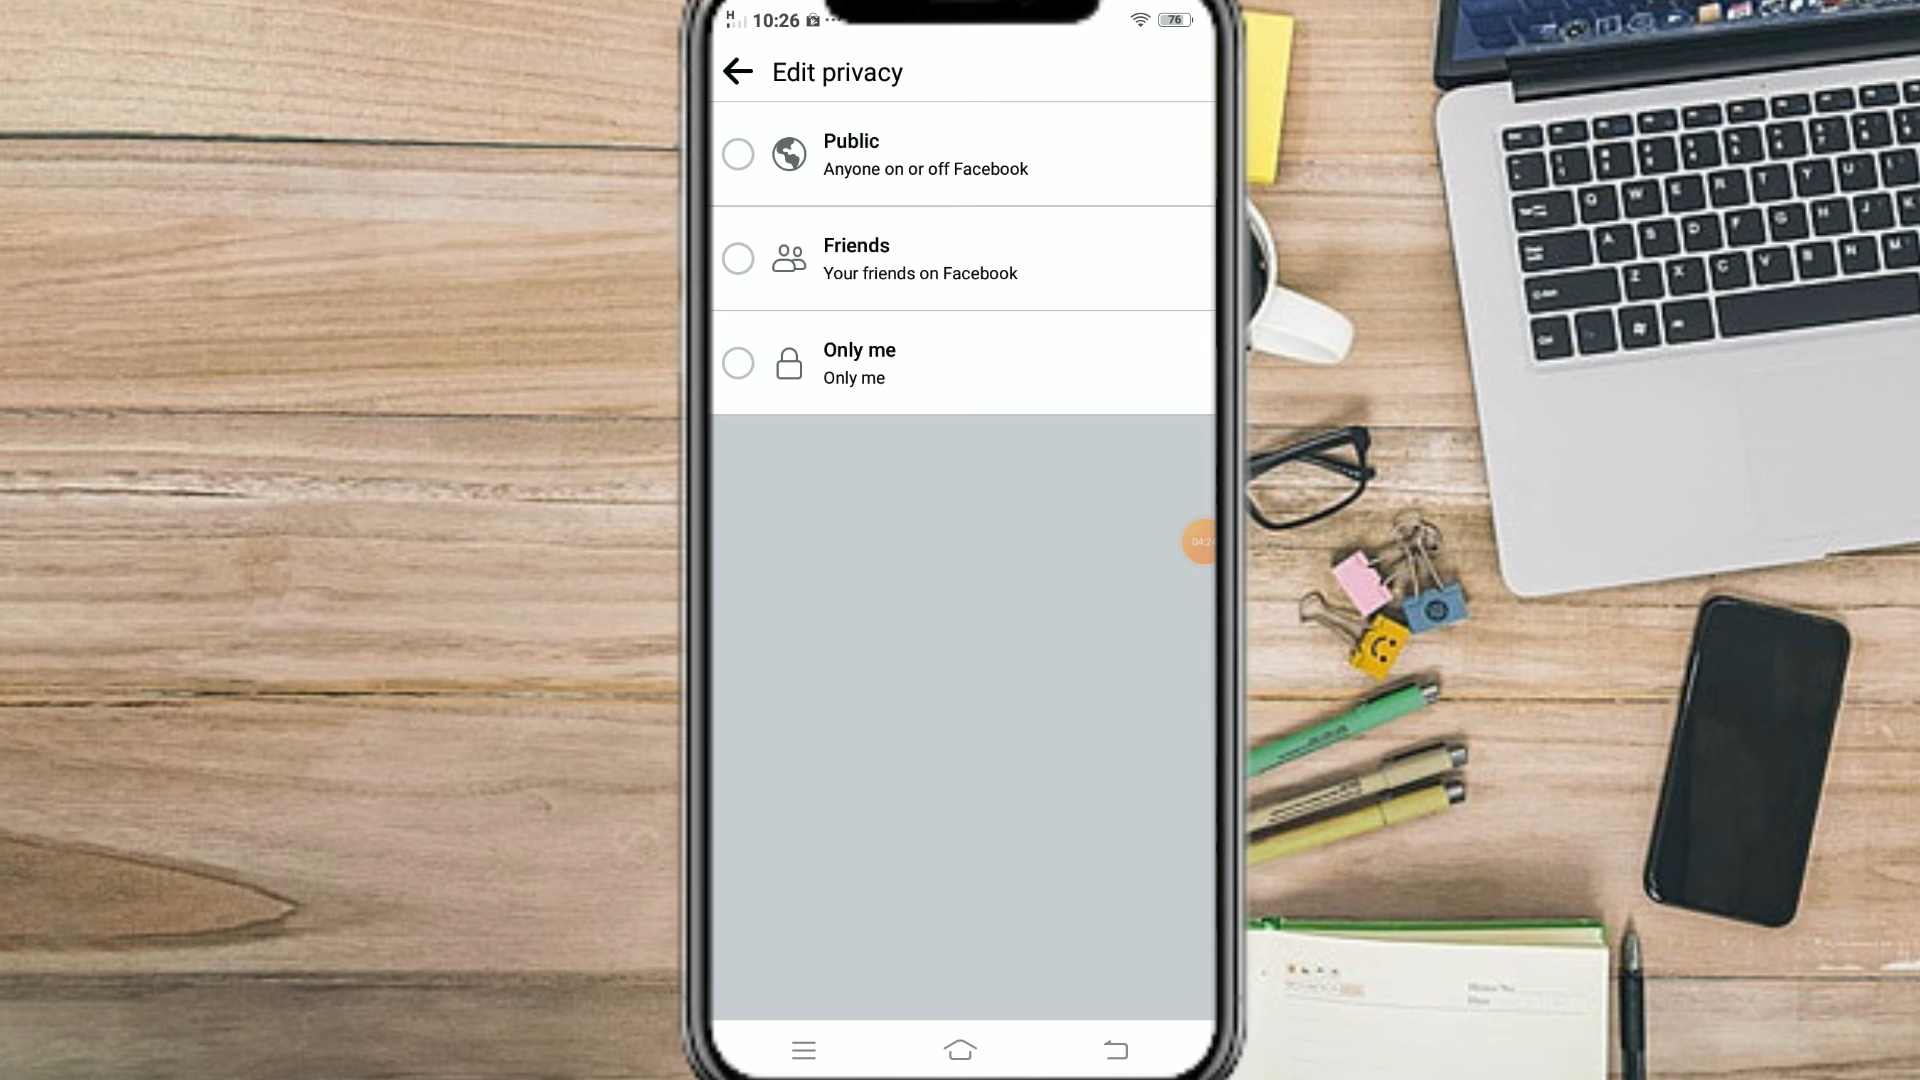 H
10:26
76
Edit privacy
Public
Anyone on or off Facebook
Friends
Your friends on Facebook
Only me
Only me
Q W E R T Y U I
A S D F G H J K
Z X C V B N M